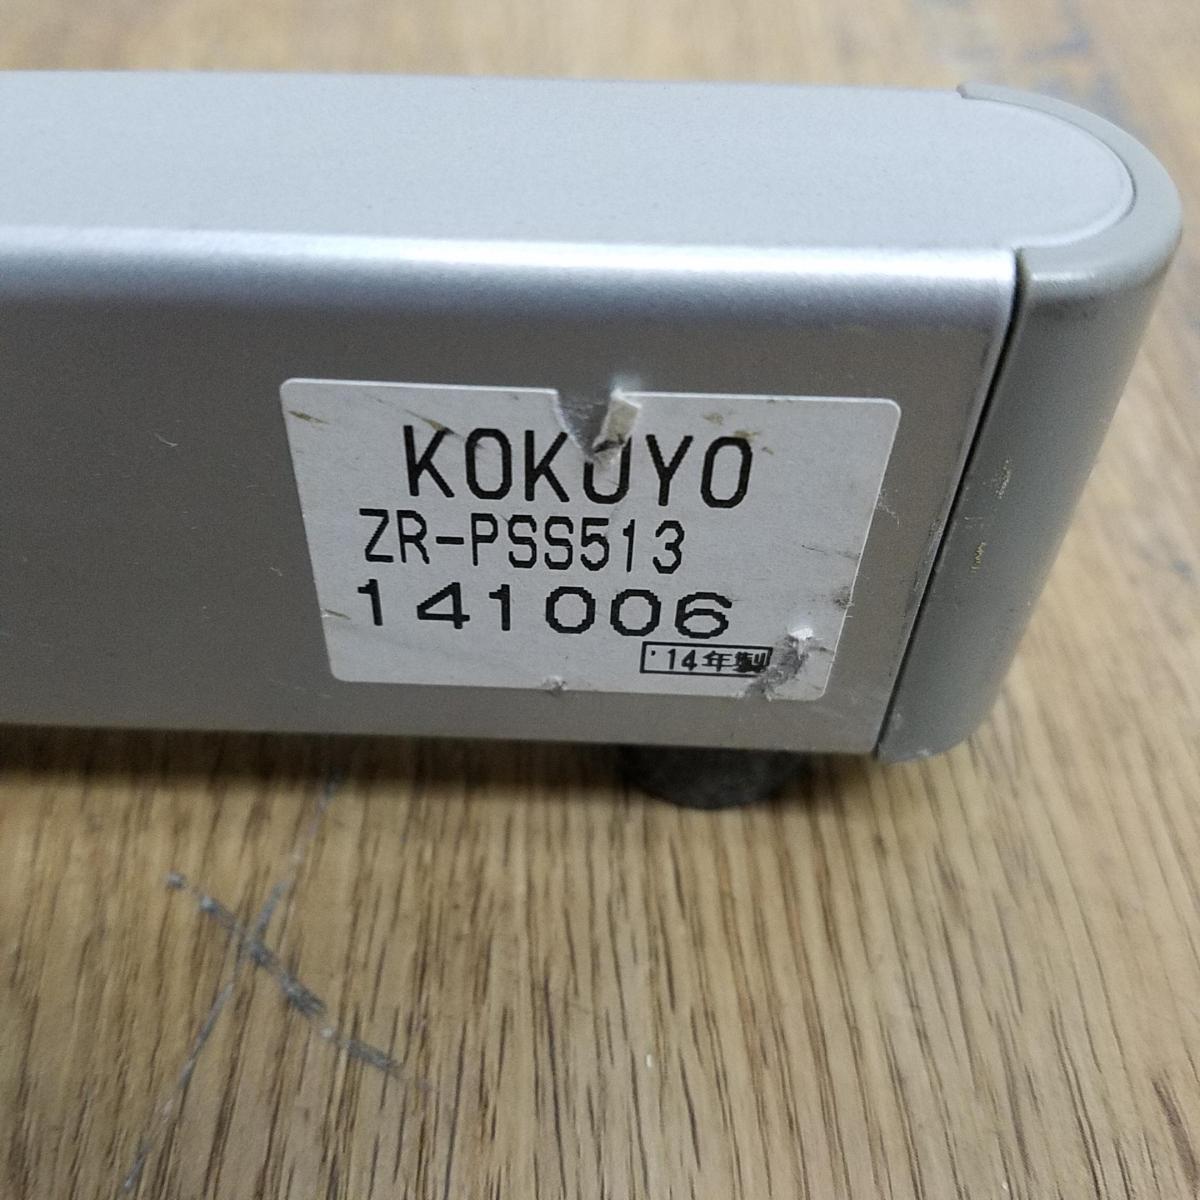 KOKUYO
ZR-PSS513
141006
'14年製